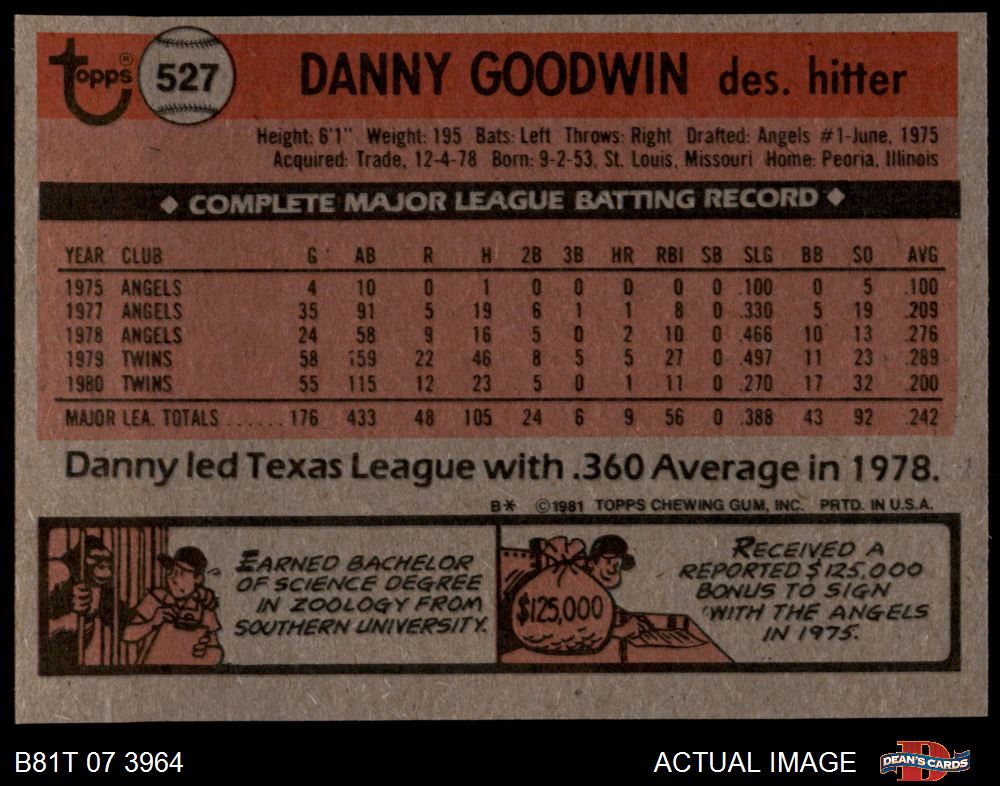 Topps® 527 DANNY GOODWIN des. hitter
Height: 6'1" Weight: 195 Bats: Left Throws: Right Drafted: Angels #1-June, 1975
Acquired: Trade, 12-4-78 Born: 9-2-53, St. Louis, Missouri Home: Peoria, Illinois
◆ COMPLETE MAJOR LEAGUE BATTING RECORD ◆
YEAR CLUB G AB R H 2B 3B HR RBI SB SLG BB SO AVG
1975 ANGELS 4 10 0 1 0 0 0 0 0 .100 0 5 .100
1977 ANGELS 35 91 5 19 6 1 1 8 0 .330 5 19 .209
1978 ANGELS 24 58 9 16 5 0 2 10 0 .466 10 13 .276
1979 TWINS 58 159 22 46 8 5 5 27 0 .497 11 23 .289
1980 TWINS 55 115 12 23 5 0 1 11 0 .270 17 32 .200
MAJOR LEA. TOTALS ...... 176 433 48 105 24 6 9 56 0 .388 43 92 .242
Danny led Texas League with .360 Average in 1978.
B* ©1981 TOPPS CHEWING GUM, INC. PRTD. IN U.S.A.
EARNED BACHELOR
OF SCIENCE DEGREE
IN ZOOLOGY FROM
SOUTHERN UNIVERSITY.
$125,000
RECEIVED A
REPORTED $125,000
BONUS TO SIGN
WITH THE ANGELS
IN 1975.
B81T 07 3964 ACTUAL IMAGE DEAN'S CARDS